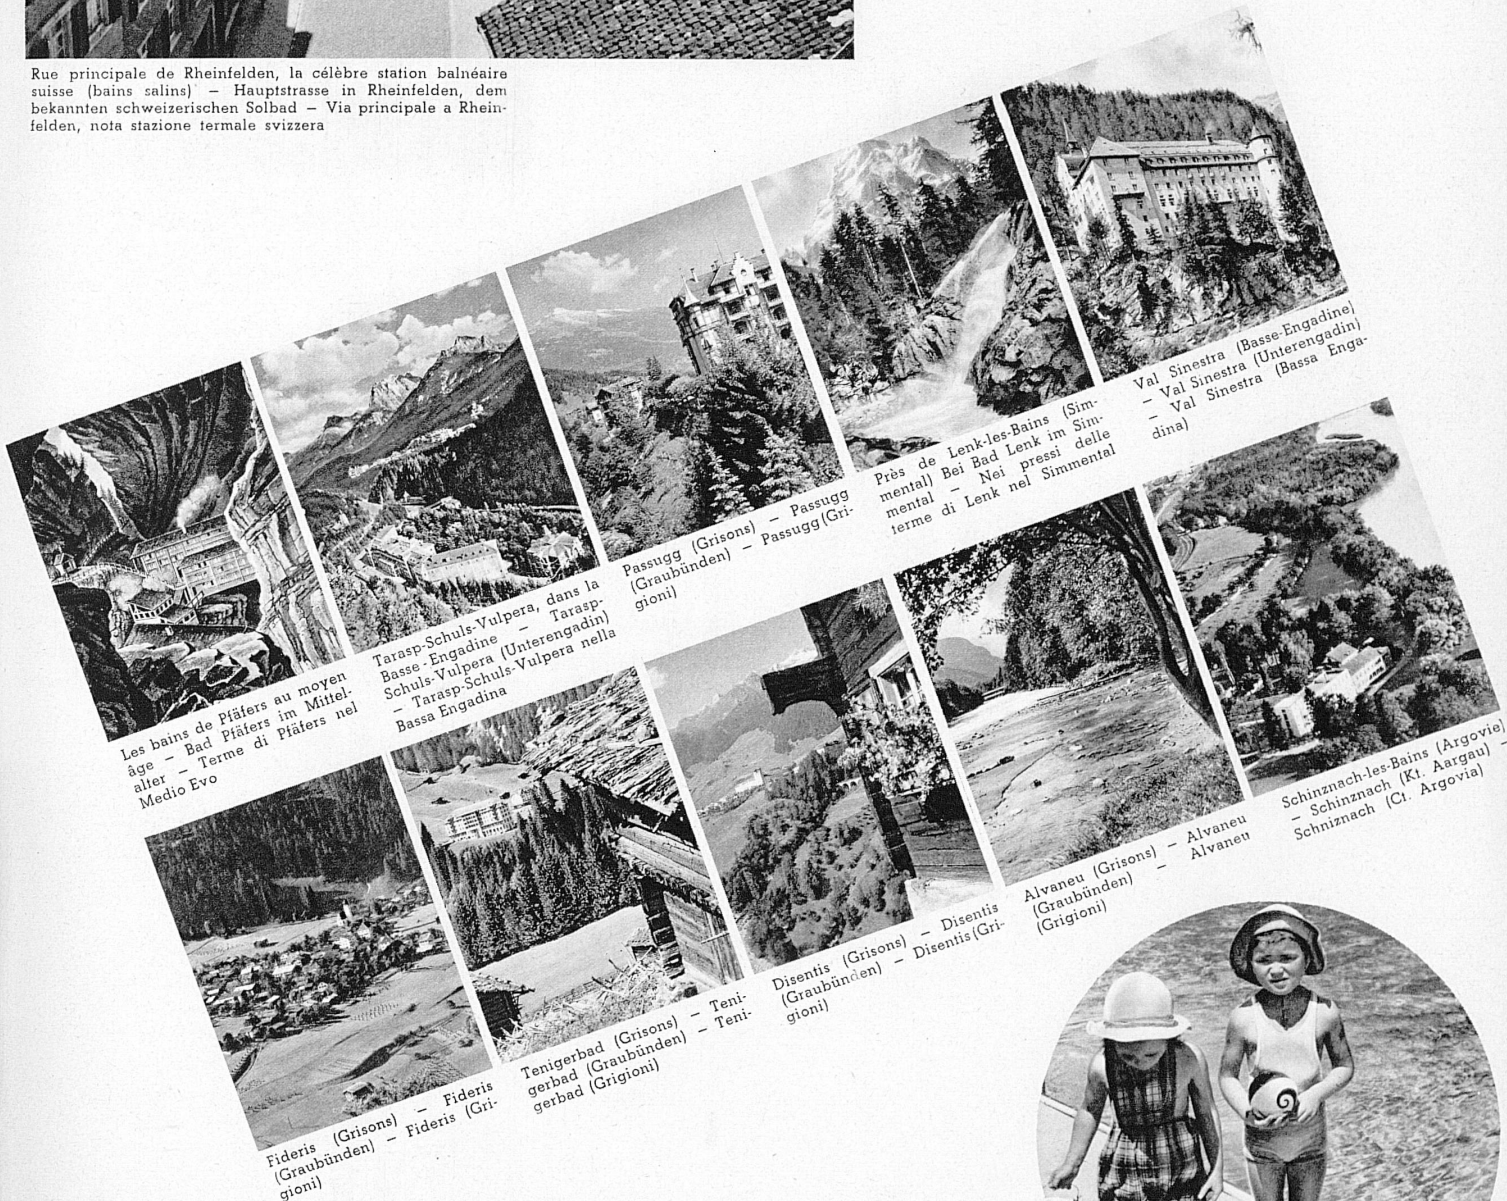 Rue principale de Rheinfelden, la célèbre station balnéaire
suisse (bains salins) — Hauptstrasse in Rheinfelden, dem
bekannten schweizerischen Solbad — Via principale a Rhein-
felden, nota stazione termale svizzera
Les bains de Pfäfers au moyen
âge — Bad Pfäfers im Mittel-
alter — Terme di Pfäfers nel
Medio Evo
Tarasp-Schuls-Vulpera, dans la
Basse-Engadine — Tarasp-
Schuls-Vulpera (Unterengadin)
— Tarasp-Schuls-Vulpera nella
Bassa Engadina
Passugg (Grisons) — Passugg
(Graubünden) — Passugg (Gri-
gioni)
Près de Lenk-les-Bains (Sim-
mental) Bei Bad Lenk im Sim-
mental — Nei pressi delle
terme di Lenk nel Simmental
Val Sinestra (Basse-Engadine)
— Val Sinestra (Unterengadin)
— Val Sinestra (Bassa Enga-
dina)
Fideris (Grisons) — Fideris
(Graubünden) — Fideris (Gri-
gioni)
Tenigerbad (Grisons) — Teni-
gerbad (Graubünden) — Teni-
gerbad (Grigioni)
Disentis (Grisons) — Disentis
(Graubünden) — Disentis (Gri-
gioni)
Alvaneu (Grisons) — Alvaneu
(Graubünden) — Alvaneu
(Grigioni)
Schinznach-les-Bains (Argovie)
— Schinznach (Kt. Aargau) —
Schniznach (Ct. Argovia)